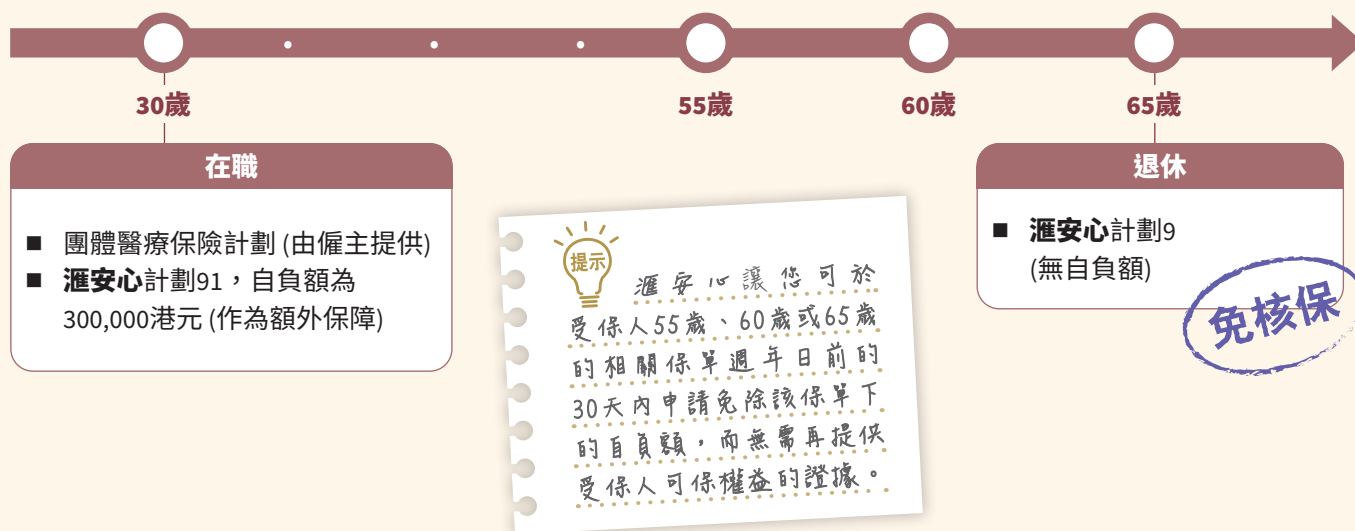 30歲
55歲
60歲
65歲
在職
■ 團體醫療保險計劃 (由僱主提供)
■ 滙安心計劃91，自負額為
300,000港元 (作為額外保障)
提示
滙安心讓您可於
受保人55歲、60歲或65歲
的相關保單週年日前的
30天內申請免除該保單下
的自負額，而無需再提供
受保人可保權益的證據。
退休
■ 滙安心計劃9
(無自負額)
免核保